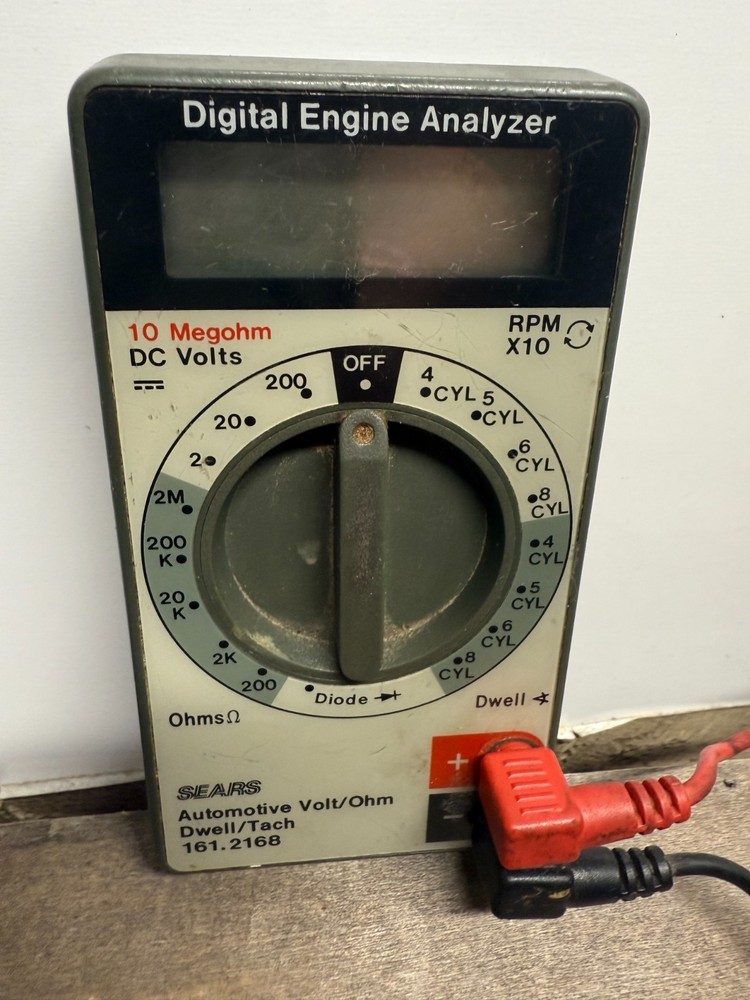 Digital Engine Analyzer
10 Megohm
DC Volts
RPM
X10
OFF
200
20
2
2M
200
K
20
K
2K
200
Diode
4
CYL
5
CYL
6
CYL
8
CYL
4
CYL
5
CYL
6
CYL
8
CYL
OhmsΩ
Dwell
+
-
SEARS
Automotive Volt/Ohm
Dwell/Tach
161.2168